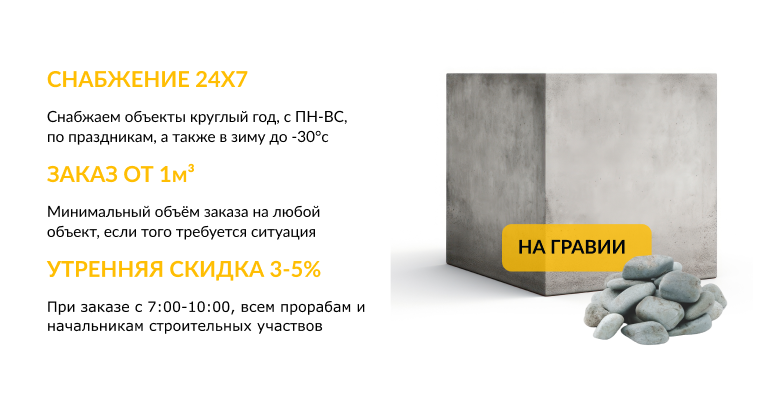 СНАБЖЕНИЕ 24Х7
Снабжаем объекты круглый год, с ПН-ВС,
по праздникам, а также в зиму до -30°с
ЗАКАЗ ОТ 1м³
Минимальный объём заказа на любой
объект, если того требуется ситуация
УТРЕННЯЯ СКИДКА 3-5%
При заказе с 7:00-10:00, всем прорабам и
начальникам строительных участвов
НА ГРАВИИ